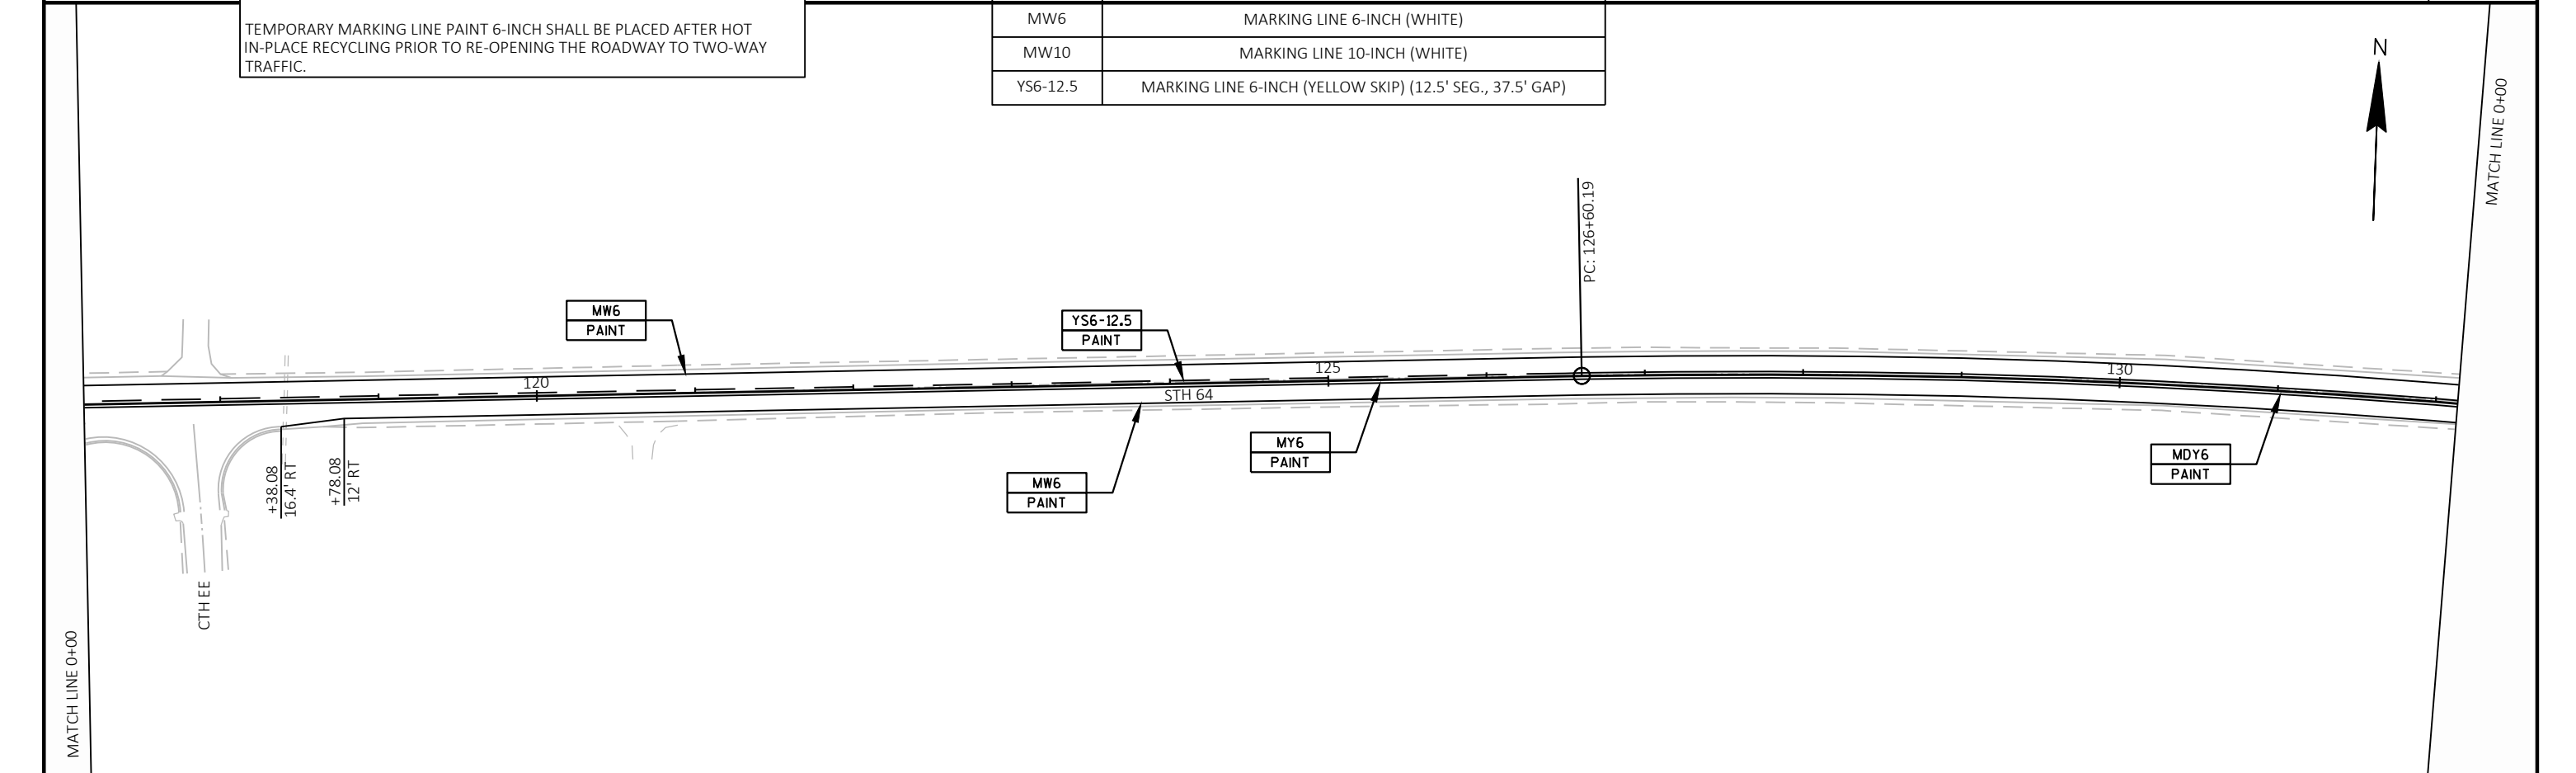 TEMPORARY MARKING LINE PAINT 6-INCH SHALL BE PLACED AFTER HOT
IN-PLACE RECYCLING PRIOR TO RE-OPENING THE ROADWAY TO TWO-WAY
TRAFFIC.
MW6 MARKING LINE 6-INCH (WHITE)
MW10 MARKING LINE 10-INCH (WHITE)
YS6-12.5 MARKING LINE 6-INCH (YELLOW SKIP) (12.5' SEG., 37.5' GAP)
N
MATCH LINE 0+00
PC: 126+60.19
MW6
PAINT
YS6-12.5
PAINT
120
125
130
STH 64
MY6
PAINT
MDY6
PAINT
MW6
PAINT
+38.08
16.4' RT
+78.08
12' RT
CTH EE
MATCH LINE 0+00